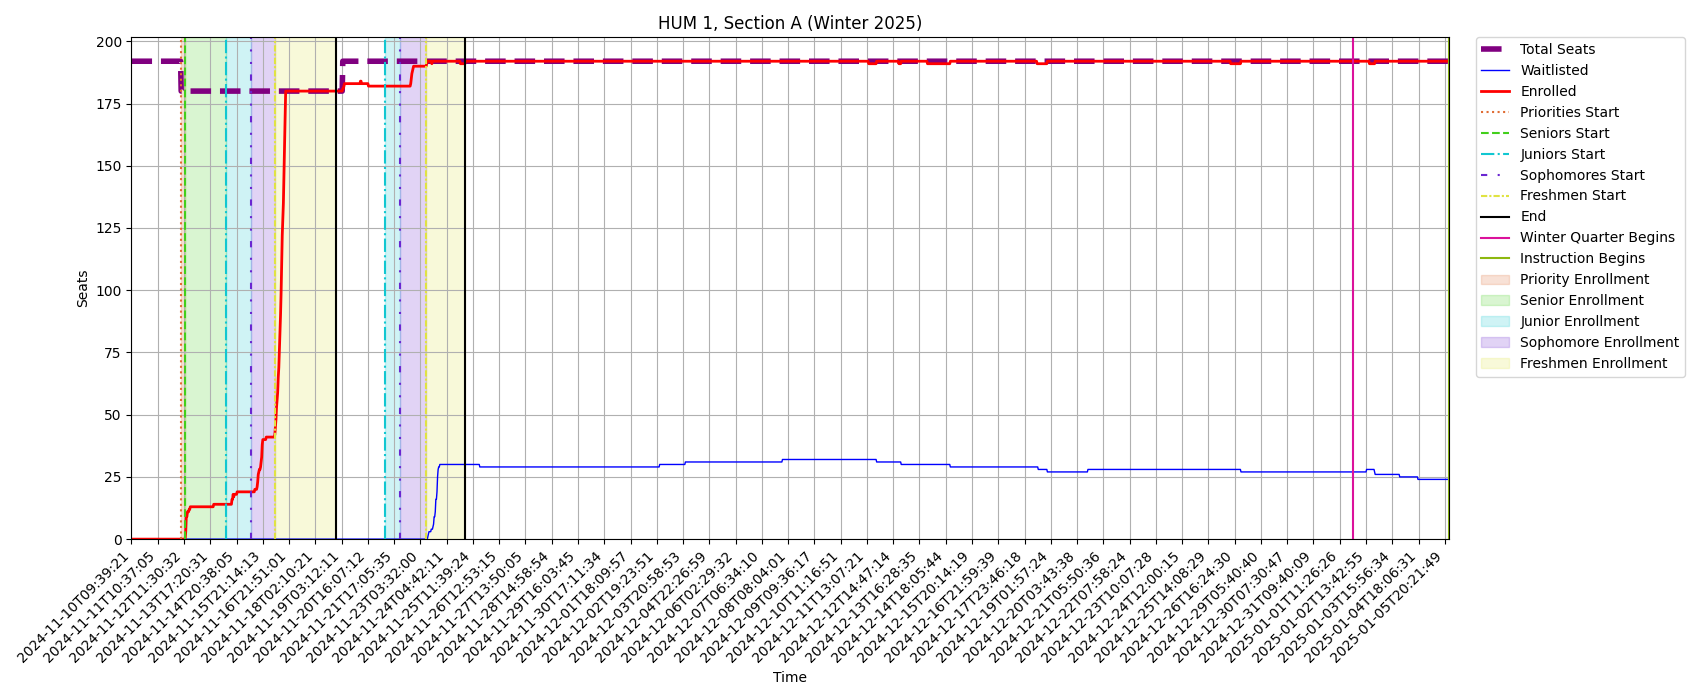 HUM 1, Section A (Winter 2025)
200
175
150
125
100
75
50
25
0
Seats
Total Seats
Waitlisted
Enrolled
Priorities Start
Seniors Start
Juniors Start
Sophomores Start
Freshmen Start
End
Winter Quarter Begins
Instruction Begins
Priority Enrollment
Senior Enrollment
Junior Enrollment
Sophomore Enrollment
Freshmen Enrollment
2024-11-10T09:39:21
2024-11-11T10:37:05
2024-11-12T11:30:32
2024-11-13T17:20:31
2024-11-14T20:38:05
2024-11-15T21:14:13
2024-11-16T21:51:01
2024-11-18T02:10:21
2024-11-19T03:12:11
2024-11-20T16:07:12
2024-11-21T17:05:35
2024-11-23T03:32:00
2024-11-24T04:42:11
2024-11-25T11:39:24
2024-11-26T12:53:15
2024-11-27T13:50:05
2024-11-28T14:58:54
2024-11-29T16:03:45
2024-11-30T17:11:34
2024-12-01T18:09:57
2024-12-02T19:23:51
2024-12-03T20:58:53
2024-12-04T22:26:59
2024-12-06T02:29:32
2024-12-07T06:34:10
2024-12-08T08:04:01
2024-12-09T09:36:17
2024-12-10T11:16:51
2024-12-11T13:07:21
2024-12-12T14:47:14
2024-12-13T16:28:35
2024-12-14T18:05:44
2024-12-15T20:14:19
2024-12-16T21:59:39
2024-12-17T23:46:18
2024-12-19T01:57:24
2024-12-20T08:43:38
2024-12-21T05:50:36
2024-12-22T07:58:24
2024-12-23T10:07:28
2024-12-24T12:00:15
2024-12-25T14:08:29
2024-12-26T16:24:30
2024-12-29T05:40:40
2024-12-30T07:30:47
2024-12-31T09:40:09
2025-01-01T11:26:26
2025-01-02T13:42:55
2025-01-03T15:56:34
2025-01-04T18:06:31
2025-01-05T20:21:49
Time